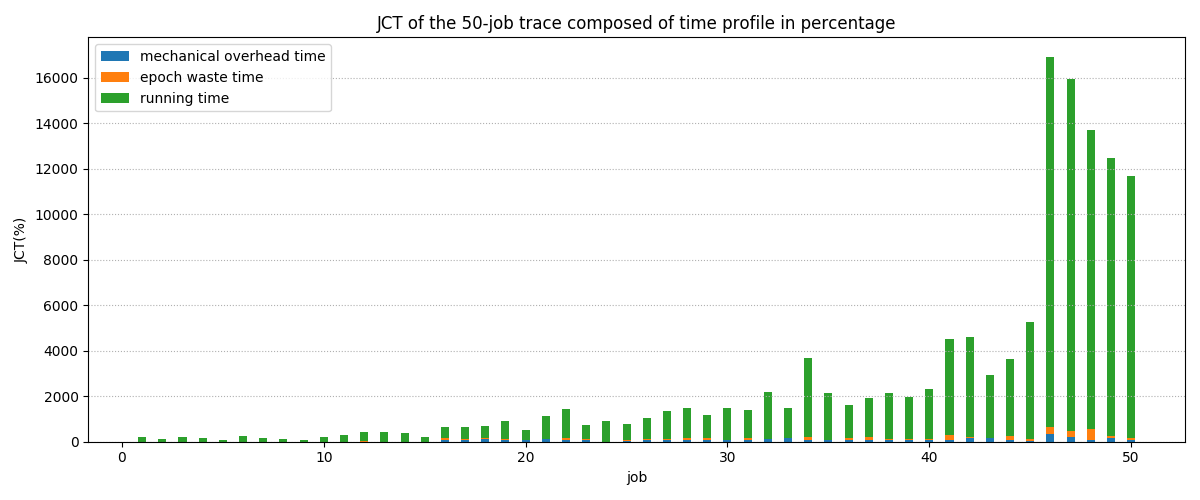 JCT of the 50-job trace composed of time profile in percentage
mechanical overhead time
epoch waste time
running time
16000
14000
12000
10000
8000
6000
4000
2000
0
JCT(%)
0 10 20 30 40 50
job